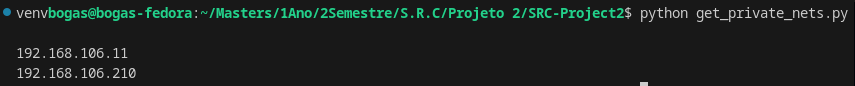 venvbogas@bogas-fedora:~/Masters/1Ano/2Semestre/S.R.C/Projeto 2/SRC-Project2$ python get_private_nets.py
192.168.106.11
192.168.106.210